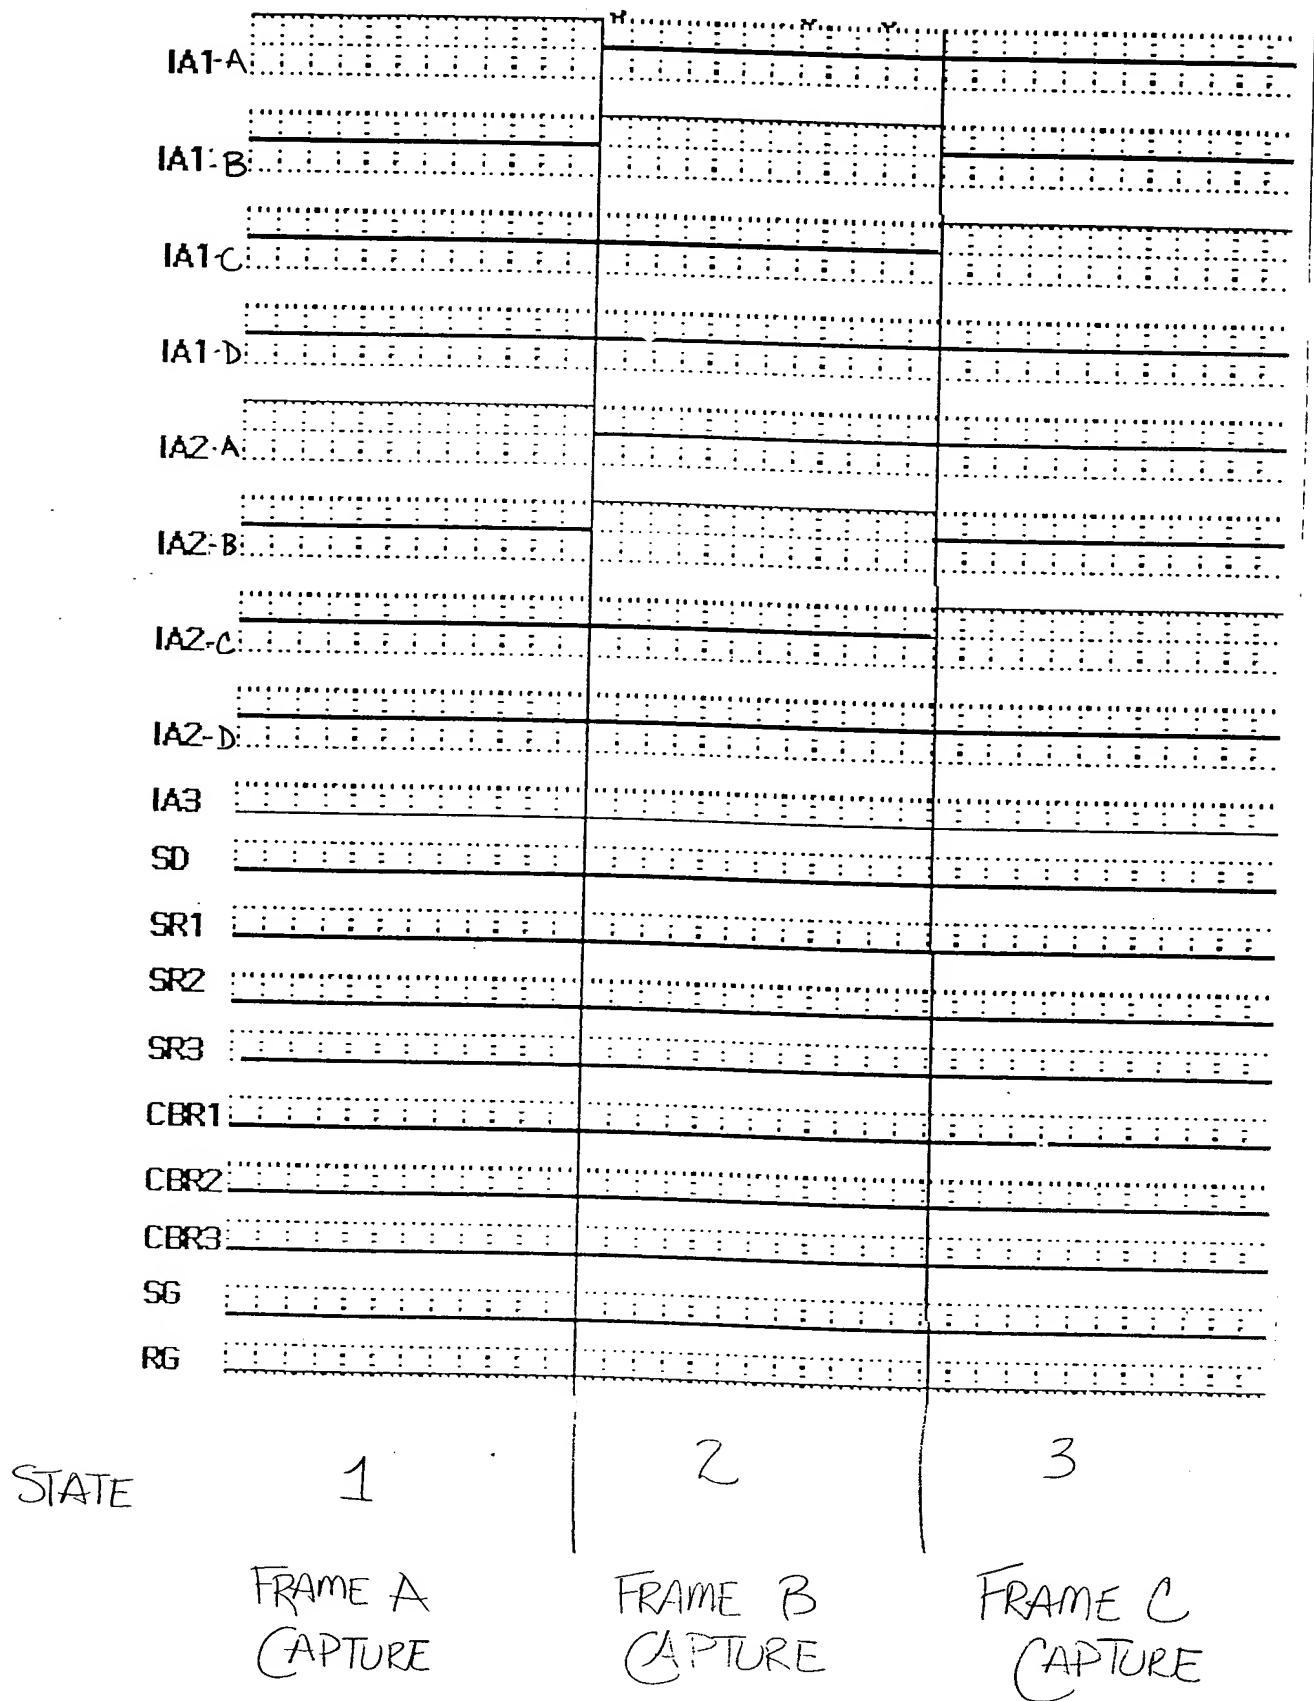 IA1-A
IA1-B
IA1-C
IA1-D
IA2-A
IA2-B
IA2-C
IA2-D
IA3
SD
SR1
SR2
SR3
CBR1
CBR2
CBR3
SG
RG
STATE 1 2 3
FRAME A FRAME B FRAME C
CAPTURE CAPTURE CAPTURE